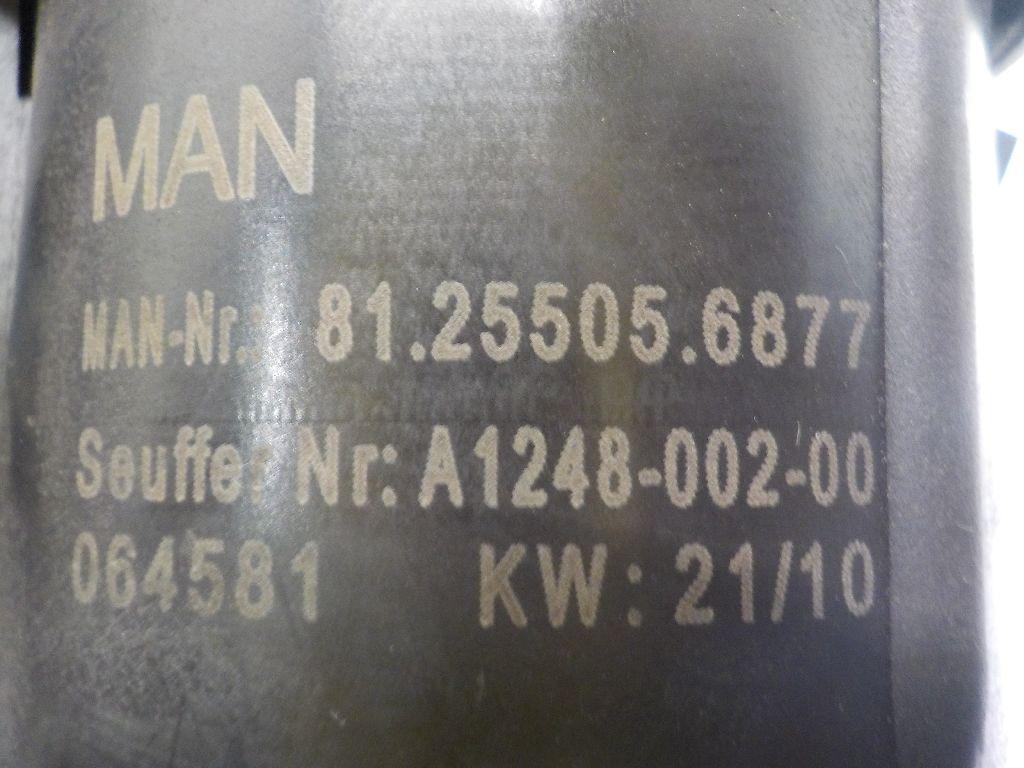 MAN
MAN-Nr.: 81.25505.6877
Seuffer Nr: A1248-002-00
064581 KW: 21/10